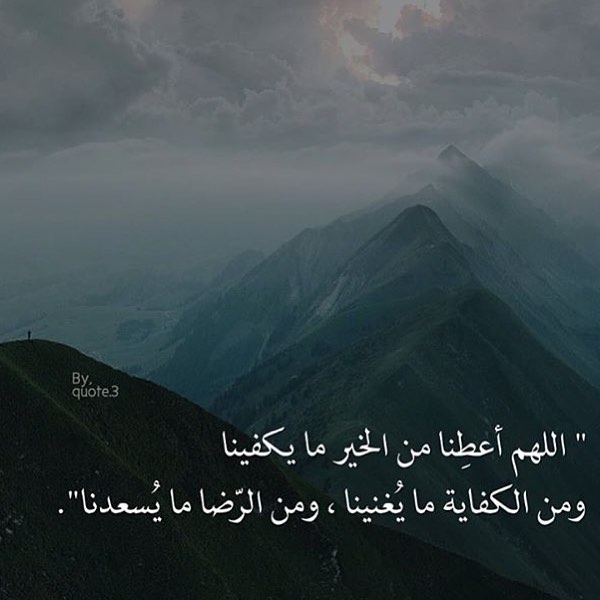 By,
quote.3
" اللهم أعطِنا من الخير ما يكفينا
ومن الكفاية ما يُغنينا ، ومن الرّضا ما يُسعدنا".